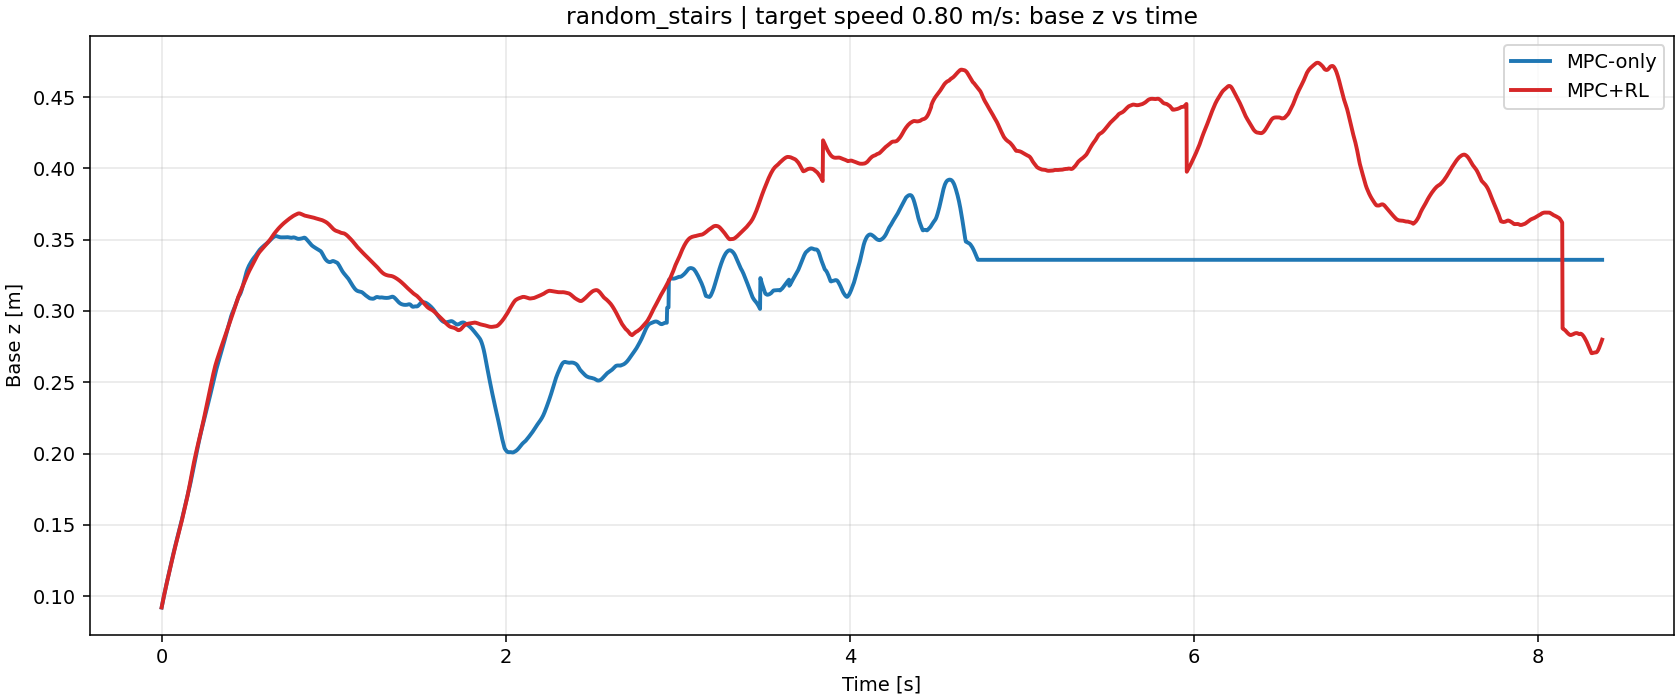 random_stairs | target speed 0.80 m/s: base z vs time
MPC-only
MPC+RL
0.45
0.40
0.35
0.30
0.25
0.20
0.15
0.10
Base z [m]
0 2 4 6 8
Time [s]